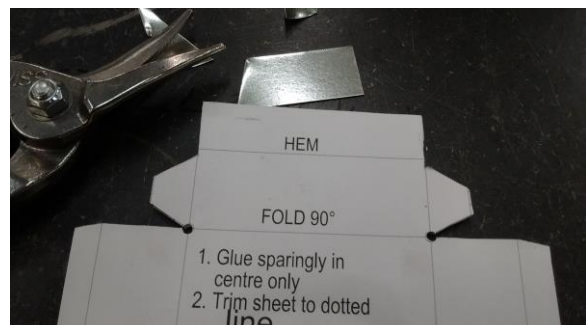 HEM
FOLD 90°
1. Glue sparingly in
centre only
2. Trim sheet to dotted
line